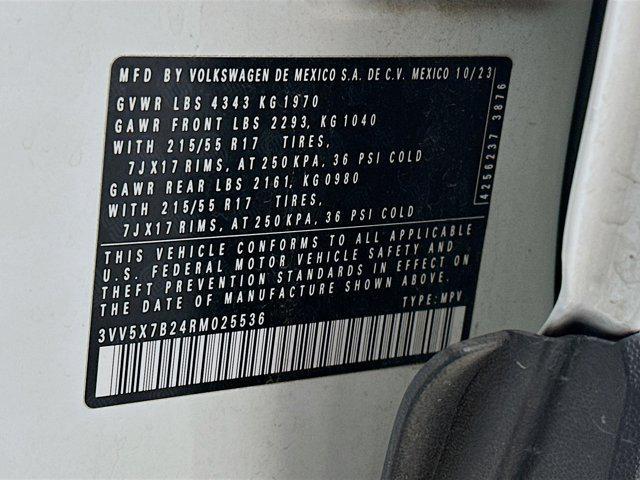 MFD BY VOLKSWAGEN DE MEXICO S.A. DE C.V. MEXICO 10/23
GVWR LBS 4343 KG 1970
GAWR FRONT LBS 2293, KG 1040
WITH 215/55 R17 TIRES,
7JX17 RIMS, AT 250 KPA, 36 PSI COLD
GAWR REAR LBS 2161, KG 0980
WITH 215/55 R17 TIRES,
7JX17 RIMS, AT 250 KPA, 36 PSI COLD
THIS VEHICLE CONFORMS TO ALL APPLICABLE
U.S. FEDERAL MOTOR VEHICLE SAFETY AND
THEFT PREVENTION STANDARDS IN EFFECT ON
THE DATE OF MANUFACTURE SHOWN ABOVE.
3VV5X7B24RM025536 TYPE: MPV
4256237 3876